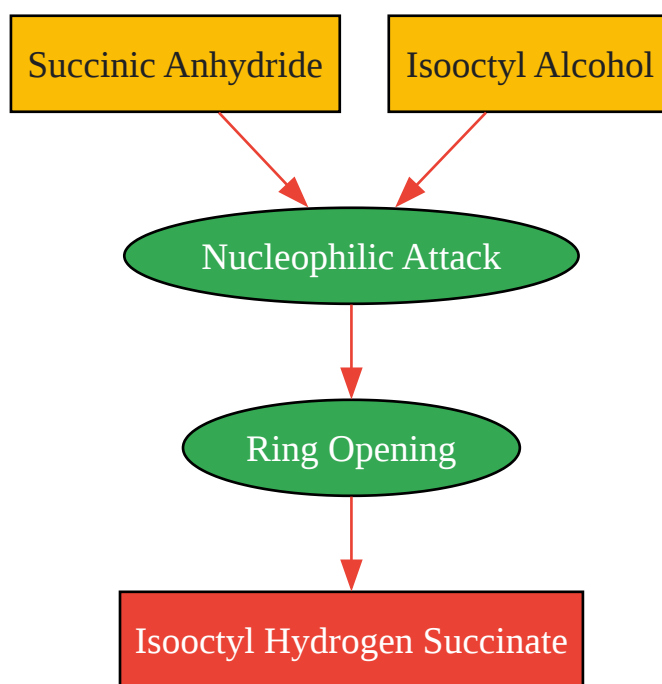 Succinic Anhydride
Isooctyl Alcohol
Nucleophilic Attack
Ring Opening
Isooctyl Hydrogen Succinate